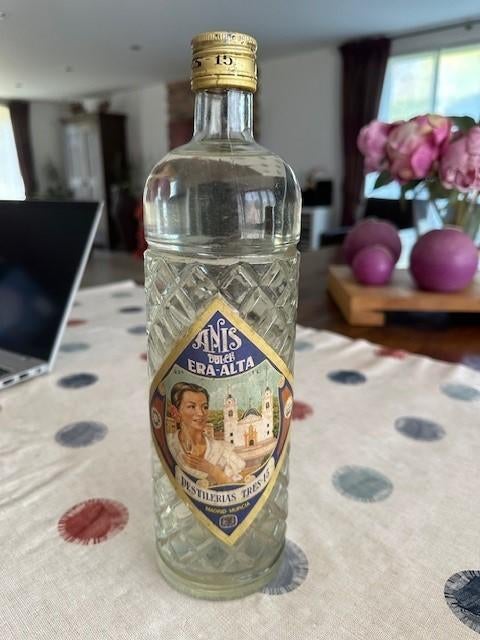 15
ANIS
DULCE
ERA-ALTA
DESTILERIAS TRES-15
MADRID-MURCIA